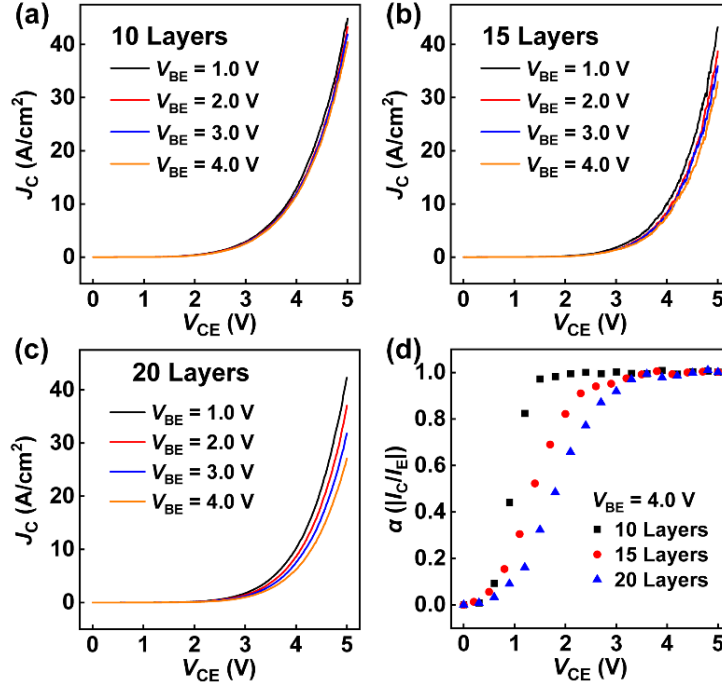 (a)
10 Layers
V_BE = 1.0 V
V_BE = 2.0 V
V_BE = 3.0 V
V_BE = 4.0 V
40
30
20
10
0
J_C (A/cm²)
0 1 2 3 4 5
V_CE (V)
(b)
15 Layers
V_BE = 1.0 V
V_BE = 2.0 V
V_BE = 3.0 V
V_BE = 4.0 V
40
30
20
10
0
J_C (A/cm²)
0 1 2 3 4 5
V_CE (V)
(c)
20 Layers
V_BE = 1.0 V
V_BE = 2.0 V
V_BE = 3.0 V
V_BE = 4.0 V
40
30
20
10
0
J_C (A/cm²)
0 1 2 3 4 5
V_CE (V)
(d)
1.0
0.8
0.6
0.4
0.2
0.0
α (|I_C/I_E|)
V_BE = 4.0 V
10 Layers
15 Layers
20 Layers
0 1 2 3 4 5
V_CE (V)